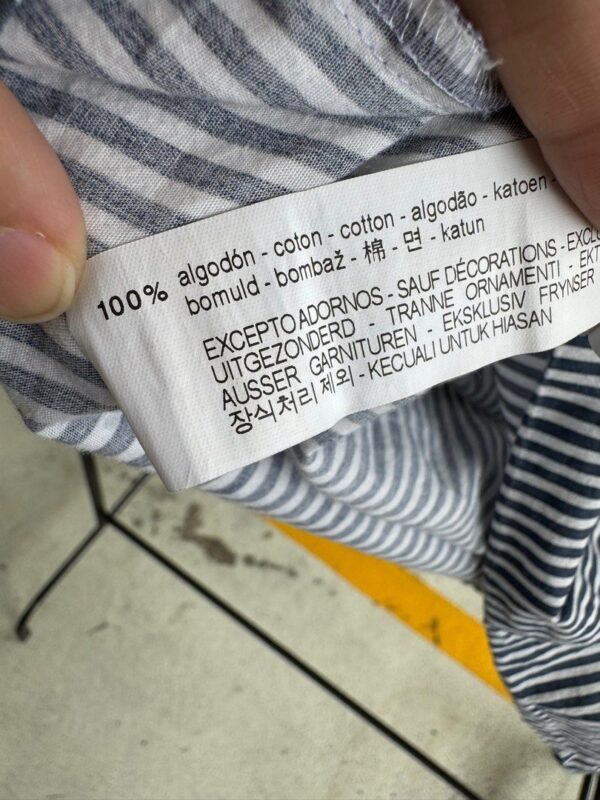 100% algodón - coton - cotton - algodão - katoen -
bomuld - bombaž - 棉 - 면 - katun
EXCEPTO ADORNOS - SAUF DÉCORATIONS -
UITGEZONDERD - TRANNE ORNAMENTI -
AUSSER GARNITUREN - EKSKLUSIV FRYNSER
장식처리 제외 - KECUALI UNTUK HIASAN